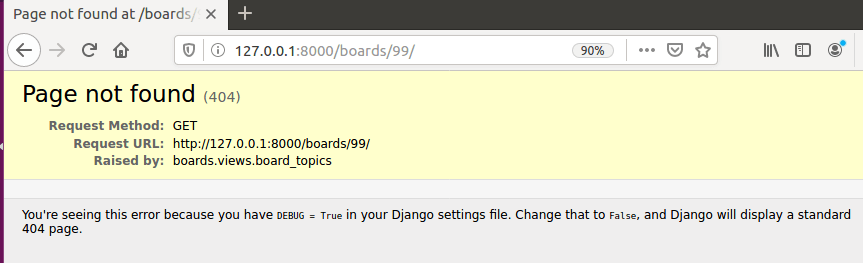 Page not found at /boards/
127.0.0.1:8000/boards/99/
90%
Page not found (404)
Request Method: GET
Request URL: http://127.0.0.1:8000/boards/99/
Raised by: boards.views.board_topics
You're seeing this error because you have DEBUG = True in your Django settings file. Change that to False, and Django will display a standard
404 page.